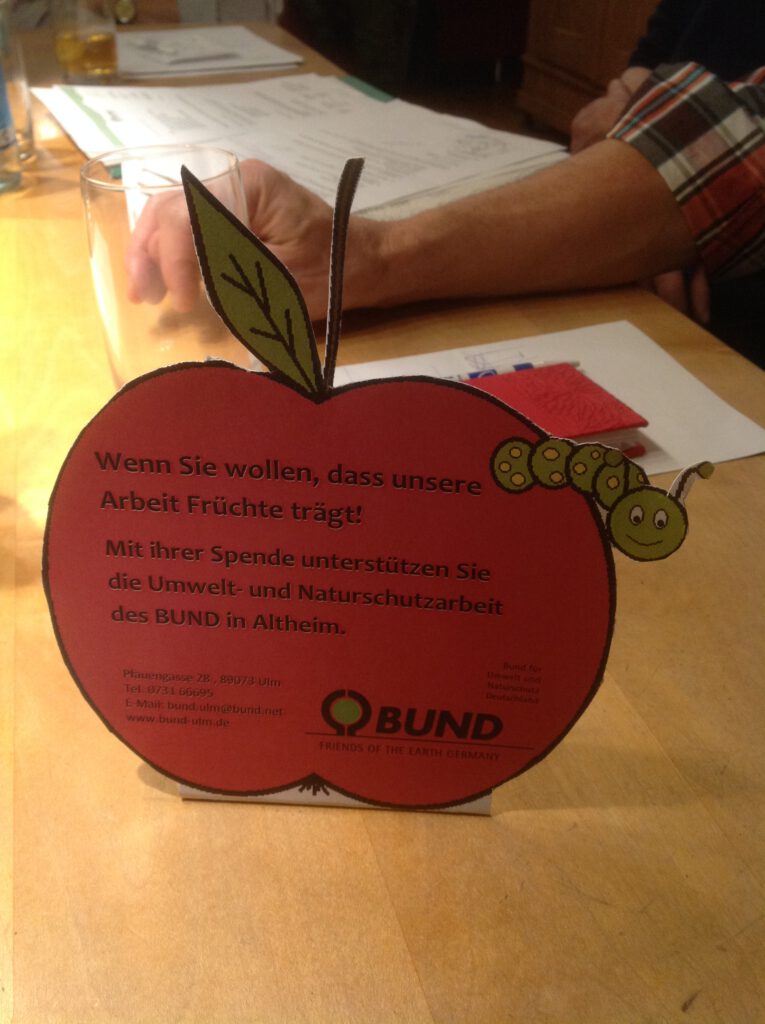 Wenn Sie wollen, dass unsere
Arbeit Früchte trägt!
Mit ihrer Spende unterstützen Sie
die Umwelt- und Naturschutzarbeit
des BUND in Altheim.
Pfauengasse 28 , 89073 Ulm
Tel. 0731 66695
E-Mail: bund.ulm@bund.net
www.bund-ulm.de
Bund für
Umwelt und
Naturschutz
Deutschland
BUND
FRIENDS OF THE EARTH GERMANY